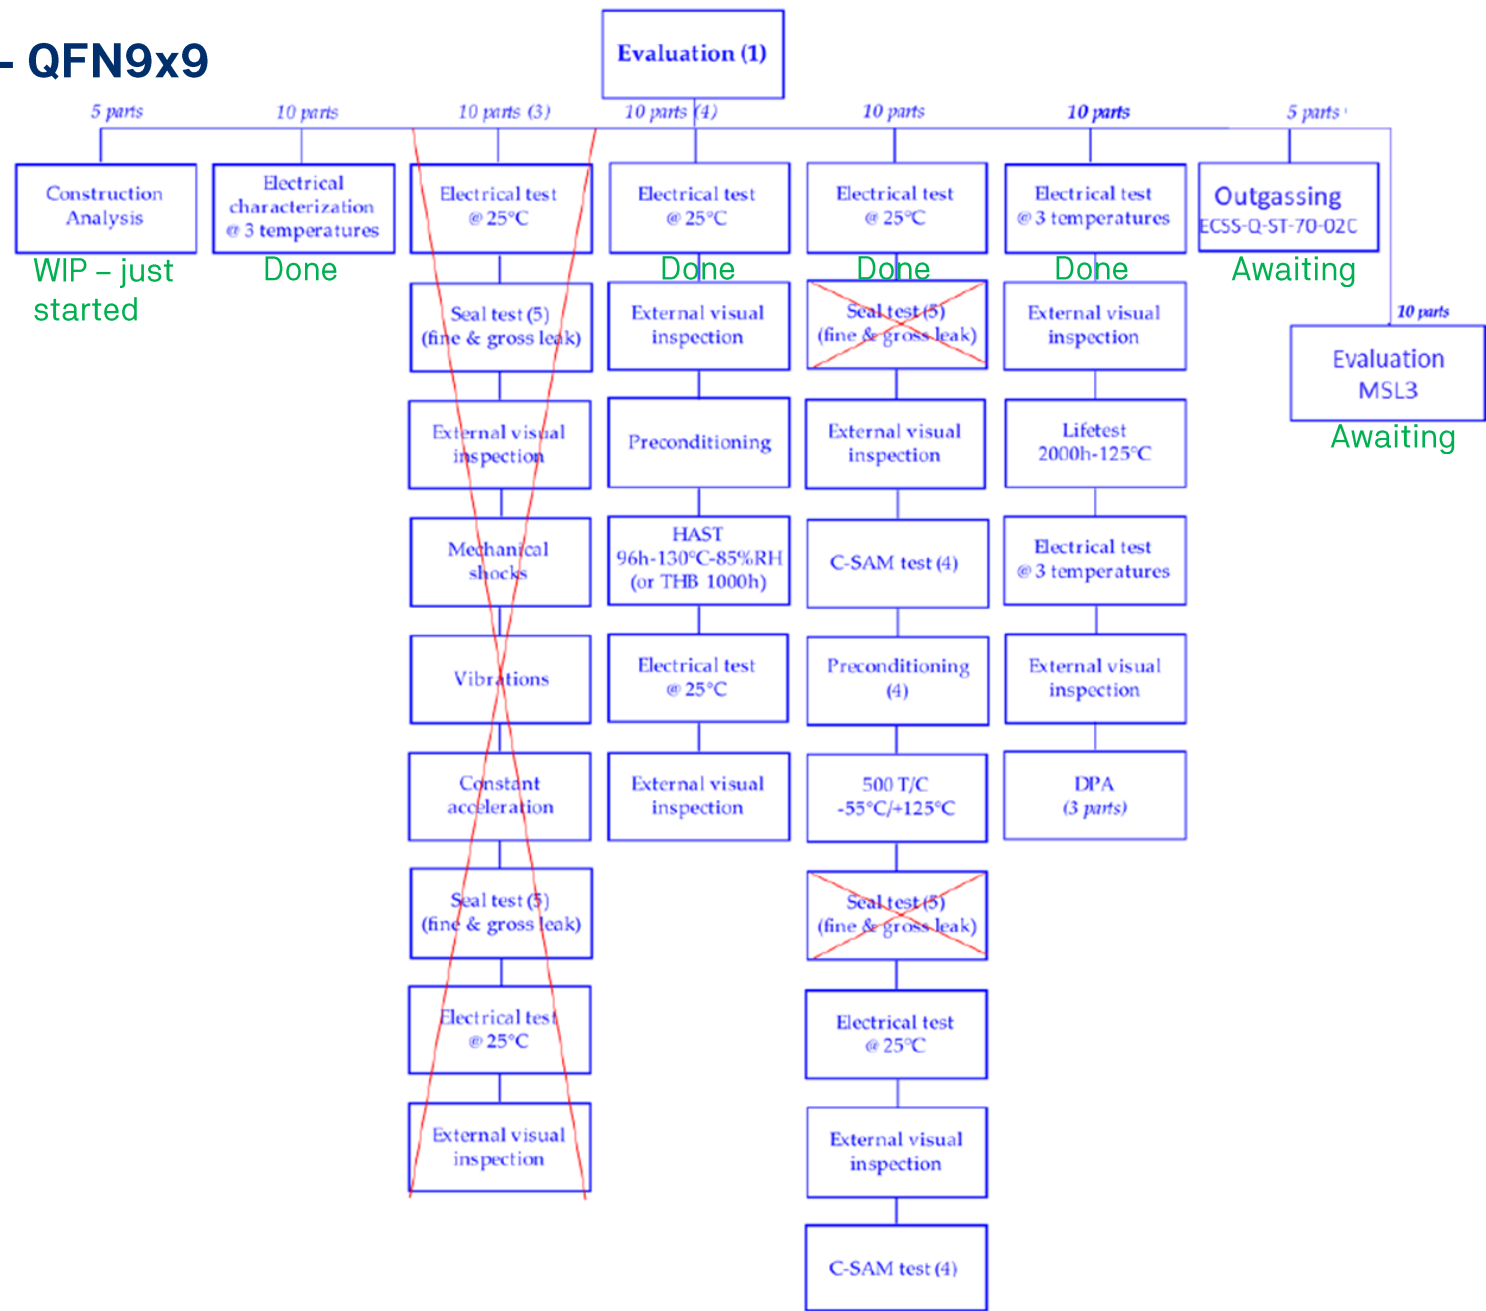 - QFN9x9
Evaluation (1)
5 parts
10 parts
10 parts (3)
10 parts (4)
10 parts
10 parts
5 parts
Construction
Analysis
WIP – just
started
Electrical
characterization
@ 3 temperatures
Done
Electrical test
@ 25°C
Seal test (5)
(fine & gross leak)
External visual
inspection
Mechanical
shocks
Vibrations
Constant
acceleration
Seal test (5)
(fine & gross leak)
Electrical test
@ 25°C
External visual
inspection
Electrical test
@ 25°C
Done
External visual
inspection
Preconditioning
HAST
96h-130°C-85%RH
(or THB 1000h)
Electrical test
@ 25°C
External visual
inspection
Electrical test
@ 25°C
Done
Seal test (5)
(fine & gross leak)
External visual
inspection
C-SAM test (4)
Preconditioning
(4)
500 T/C
-55°C/+125°C
Seal test (5)
(fine & gross leak)
Electrical test
@ 25°C
External visual
inspection
C-SAM test (4)
Electrical test
@ 3 temperatures
Done
External visual
inspection
Lifetest
2000h-125°C
Electrical test
@ 3 temperatures
External visual
inspection
DPA
(3 parts)
Outgassing
ECSS-Q-ST-70-02C
Awaiting
10 parts
Evaluation
MSL3
Awaiting